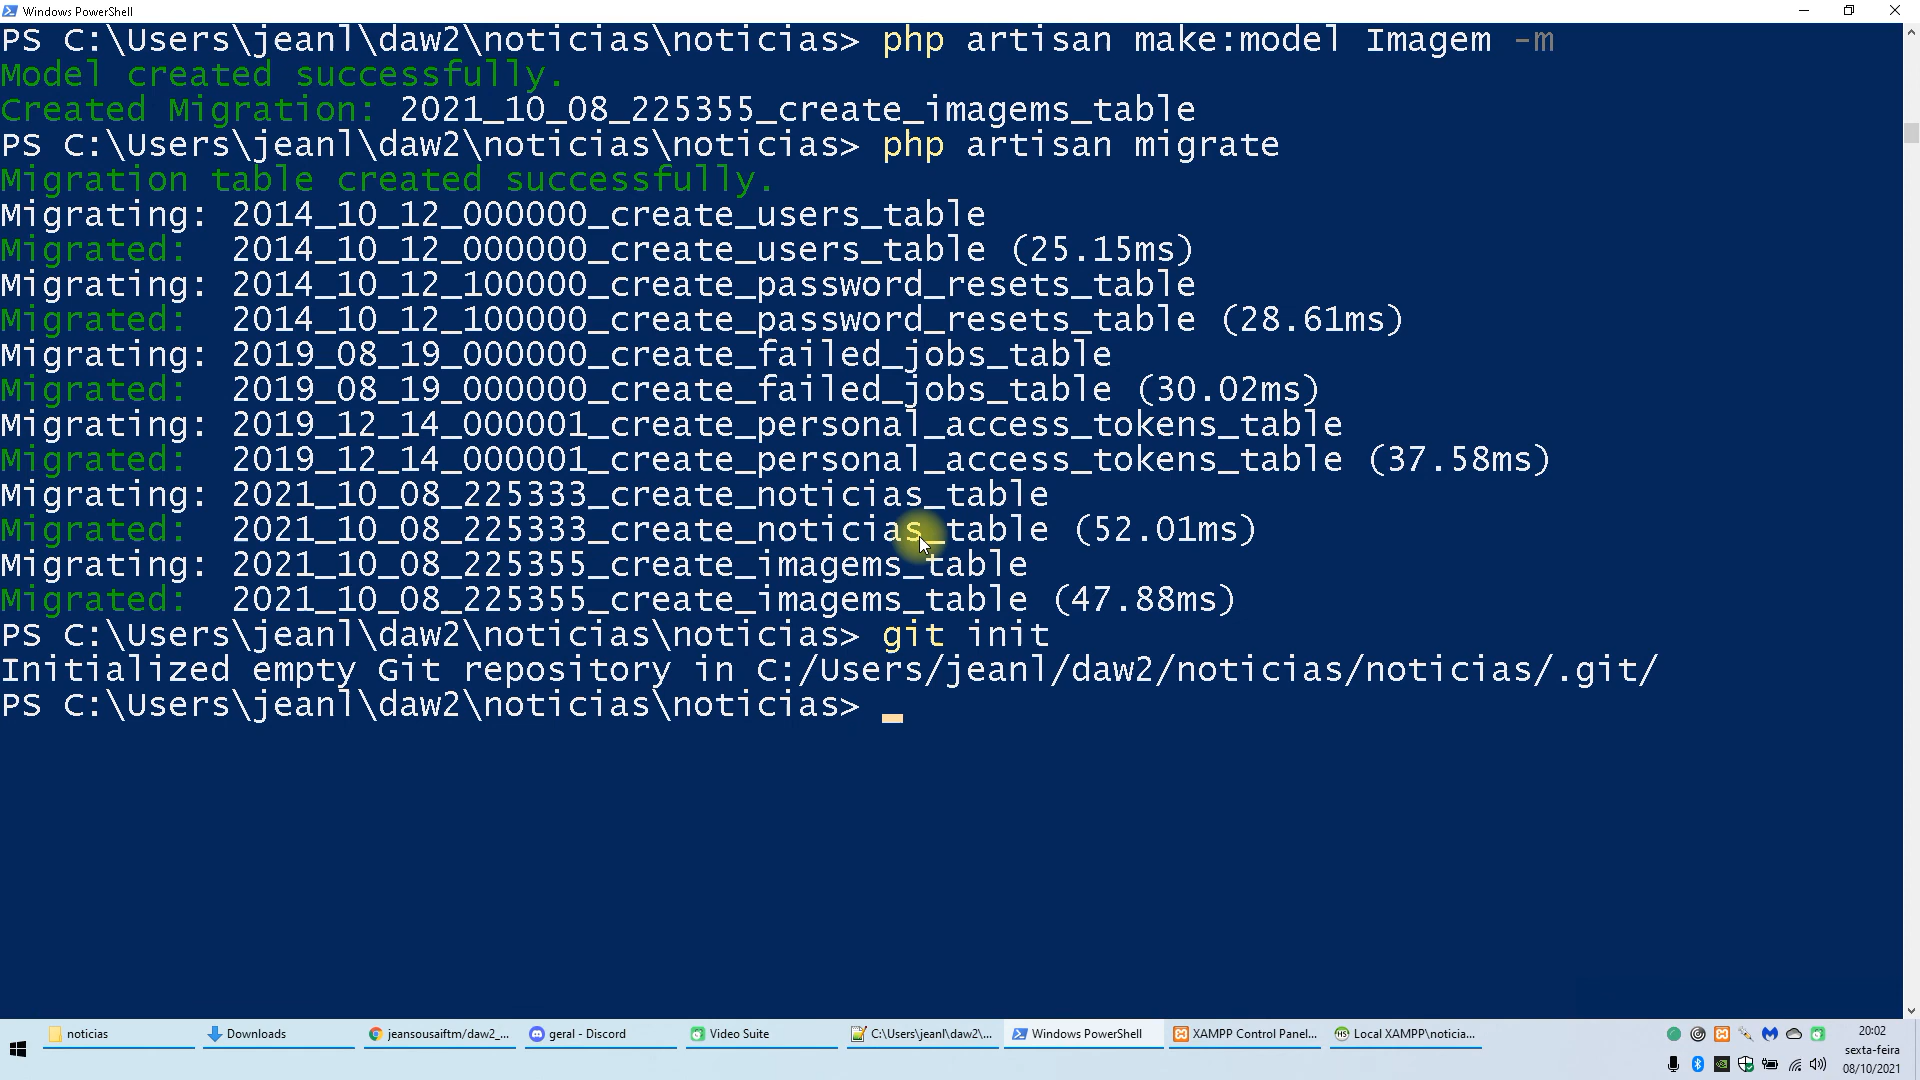 Windows PowerShell
PS C:\Users\jeanl\daw2\noticias\noticias> php artisan make:model Imagem -m
Model created successfully.
Created Migration: 2021_10_08_225355_create_imagems_table
PS C:\Users\jeanl\daw2\noticias\noticias> php artisan migrate
Migration table created successfully.
Migrating: 2014_10_12_000000_create_users_table
Migrated:  2014_10_12_000000_create_users_table (25.15ms)
Migrating: 2014_10_12_100000_create_password_resets_table
Migrated:  2014_10_12_100000_create_password_resets_table (28.61ms)
Migrating: 2019_08_19_000000_create_failed_jobs_table
Migrated:  2019_08_19_000000_create_failed_jobs_table (30.02ms)
Migrating: 2019_12_14_000001_create_personal_access_tokens_table
Migrated:  2019_12_14_000001_create_personal_access_tokens_table (37.58ms)
Migrating: 2021_10_08_225333_create_noticias_table
Migrated:  2021_10_08_225333_create_noticias_table (52.01ms)
Migrating: 2021_10_08_225355_create_imagems_table
Migrated:  2021_10_08_225355_create_imagems_table (47.88ms)
PS C:\Users\jeanl\daw2\noticias\noticias> git init
Initialized empty Git repository in C:/Users/jeanl/daw2/noticias/noticias/.git/
PS C:\Users\jeanl\daw2\noticias\noticias>
noticias
Downloads
jeansousaiftm/daw2_...
geral - Discord
Video Suite
C:\Users\jeanl\daw2\...
Windows PowerShell
XAMPP Control Panel...
Local XAMPP\noticia...
20:02
sexta-feira
08/10/2021